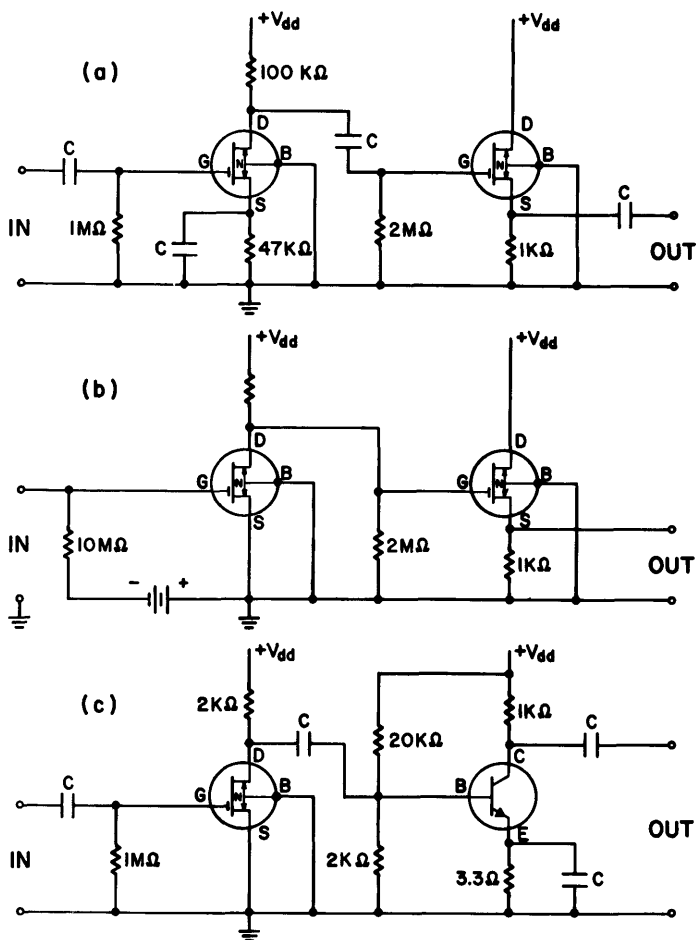 +Vdd +Vdd
(a)
100 KΩ
D D
C C
G N B G N B
S S C
IN 1MΩ C 47KΩ 2MΩ 1KΩ OUT
+Vdd +Vdd
(b)
D D
G N B G N B
S S
IN 10MΩ 2MΩ 1KΩ OUT
- +
+Vdd +Vdd
(c) 2KΩ 1KΩ
C 20KΩ C
D C
C G N B B
S E
IN 1MΩ 2KΩ 3.3Ω C OUT